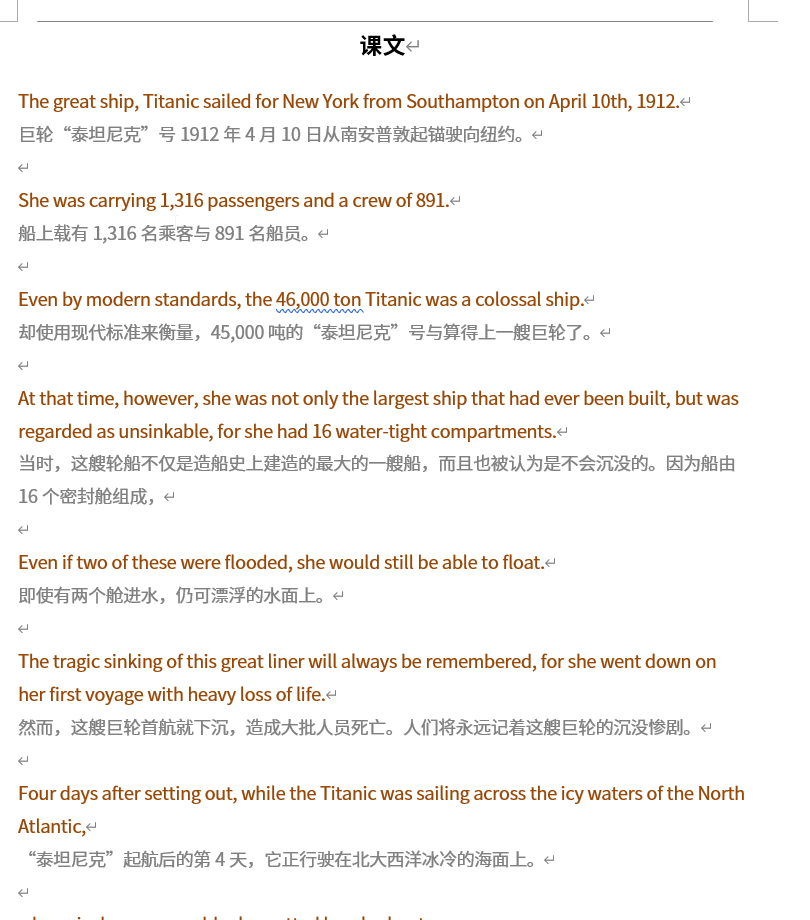 课文
The great ship, Titanic sailed for New York from Southampton on April 10th, 1912.
巨轮“泰坦尼克”号 1912 年 4 月 10 日从南安普敦起锚驶向纽约。
She was carrying 1,316 passengers and a crew of 891.
船上载有 1,316 名乘客与 891 名船员。
Even by modern standards, the 46,000 ton Titanic was a colossal ship.
却使用现代标准来衡量，45,000 吨的“泰坦尼克”号与算得上一艘巨轮了。
At that time, however, she was not only the largest ship that had ever been built, but was
regarded as unsinkable, for she had 16 water-tight compartments.
当时，这艘轮船不仅是造船史上建造的最大的一艘船，而且也被认为是不会沉没的。因为船由
16 个密封舱组成，
Even if two of these were flooded, she would still be able to float.
即使有两个舱进水，仍可漂浮的水面上。
The tragic sinking of this great liner will always be remembered, for she went down on
her first voyage with heavy loss of life.
然而，这艘巨轮首航就下沉，造成大批人员死亡。人们将永远记着这艘巨轮的沉没惨剧。
Four days after setting out, while the Titanic was sailing across the icy waters of the North
Atlantic,
“泰坦尼克”起航后的第 4 天，它正行驶在北大西洋冰冷的海面上。